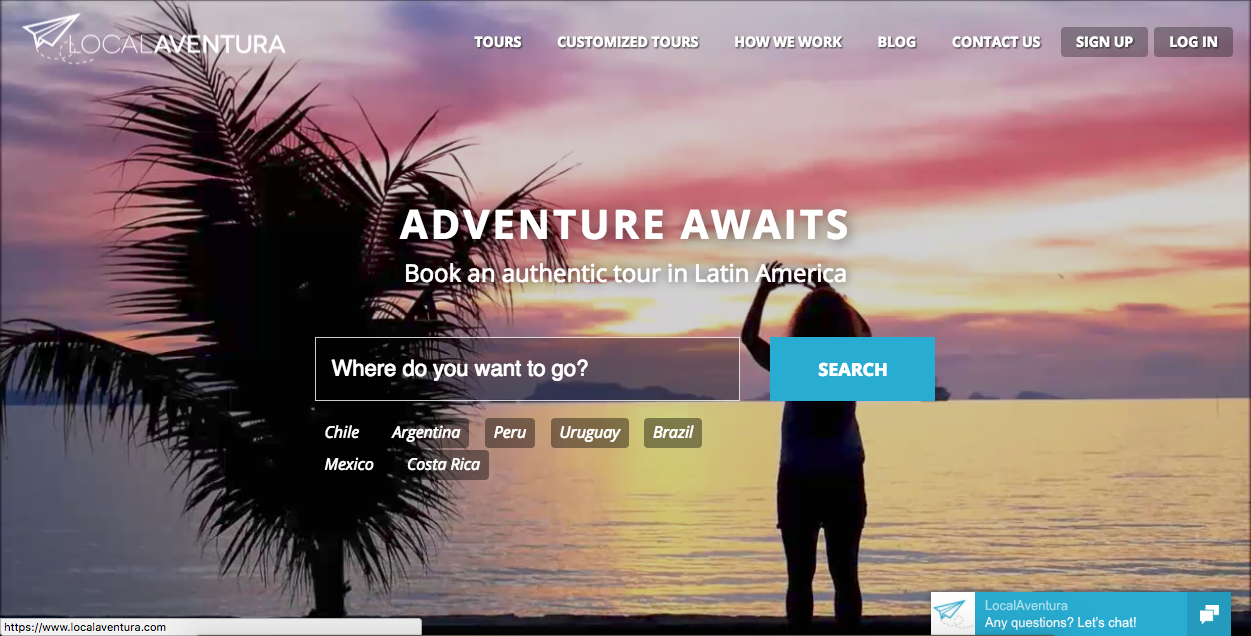 LOCALAVENTURA
TOURS CUSTOMIZED TOURS HOW WE WORK BLOG CONTACT US SIGN UP LOG IN
ADVENTURE AWAITS
Book an authentic tour in Latin America
Where do you want to go? SEARCH
Chile Argentina Peru Uruguay Brazil
Mexico Costa Rica
LocalAventura
Any questions? Let's chat!
https://www.localaventura.com